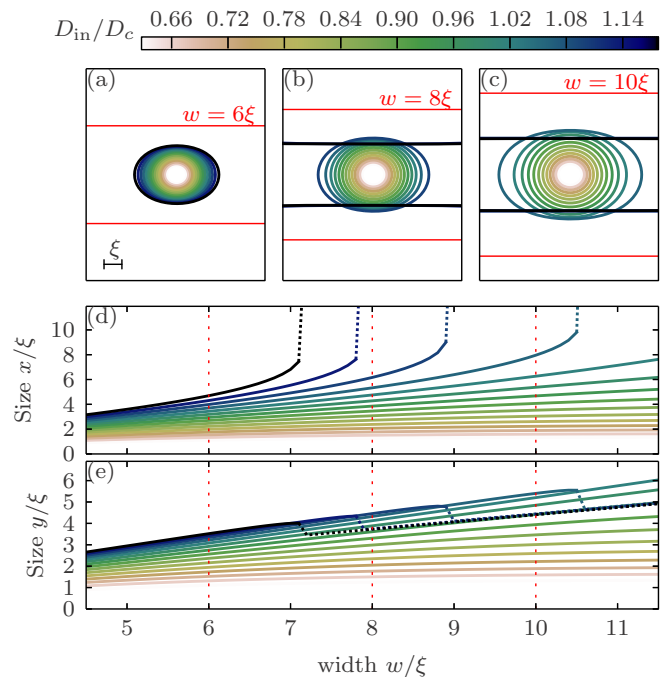 D_in/D_c 0.66 0.72 0.78 0.84 0.90 0.96 1.02 1.08 1.14
(a) (b) (c)
w = 6ξ w = 8ξ w = 10ξ
ξ
(d)
Size x/ξ
10
8
6
4
2
0
(e)
Size y/ξ
6
5
4
3
2
1
0
5 6 7 8 9 10 11
width w/ξ